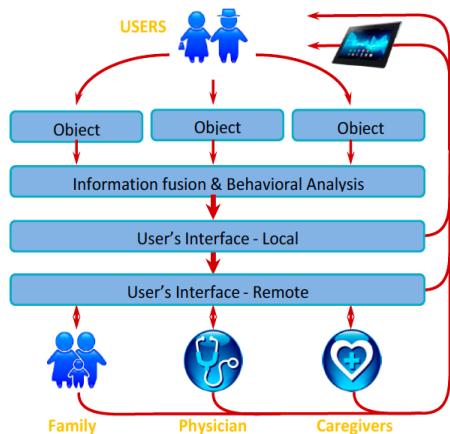 USERS
Object
Object
Object
Information fusion & Behavioral Analysis
User's Interface - Local
User's Interface - Remote
Family
Physician
Caregivers